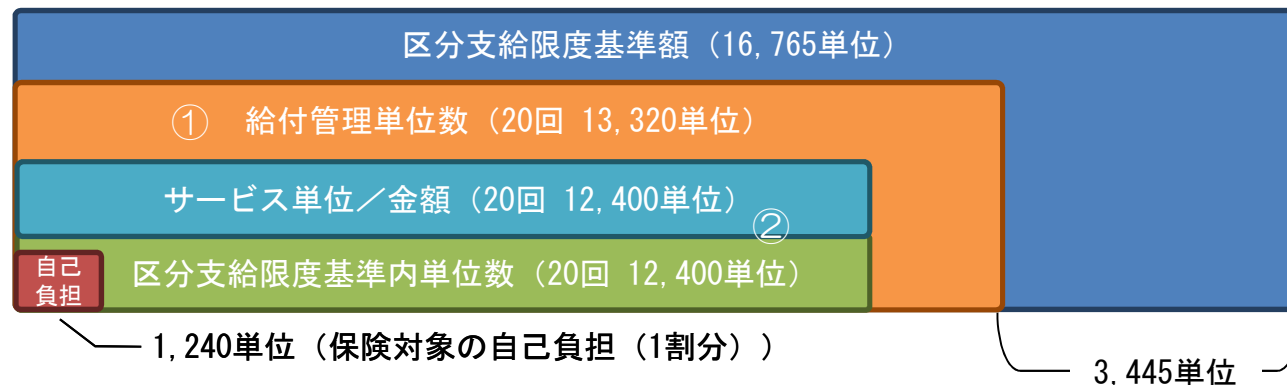 区分支給限度基準額（16,765単位）
① 給付管理単位数（20回 13,320単位）
サービス単位／金額（20回 12,400単位）
②
自己
負担
区分支給限度基準内単位数（20回 12,400単位）
1,240単位（保険対象の自己負担（1割分））
3,445単位